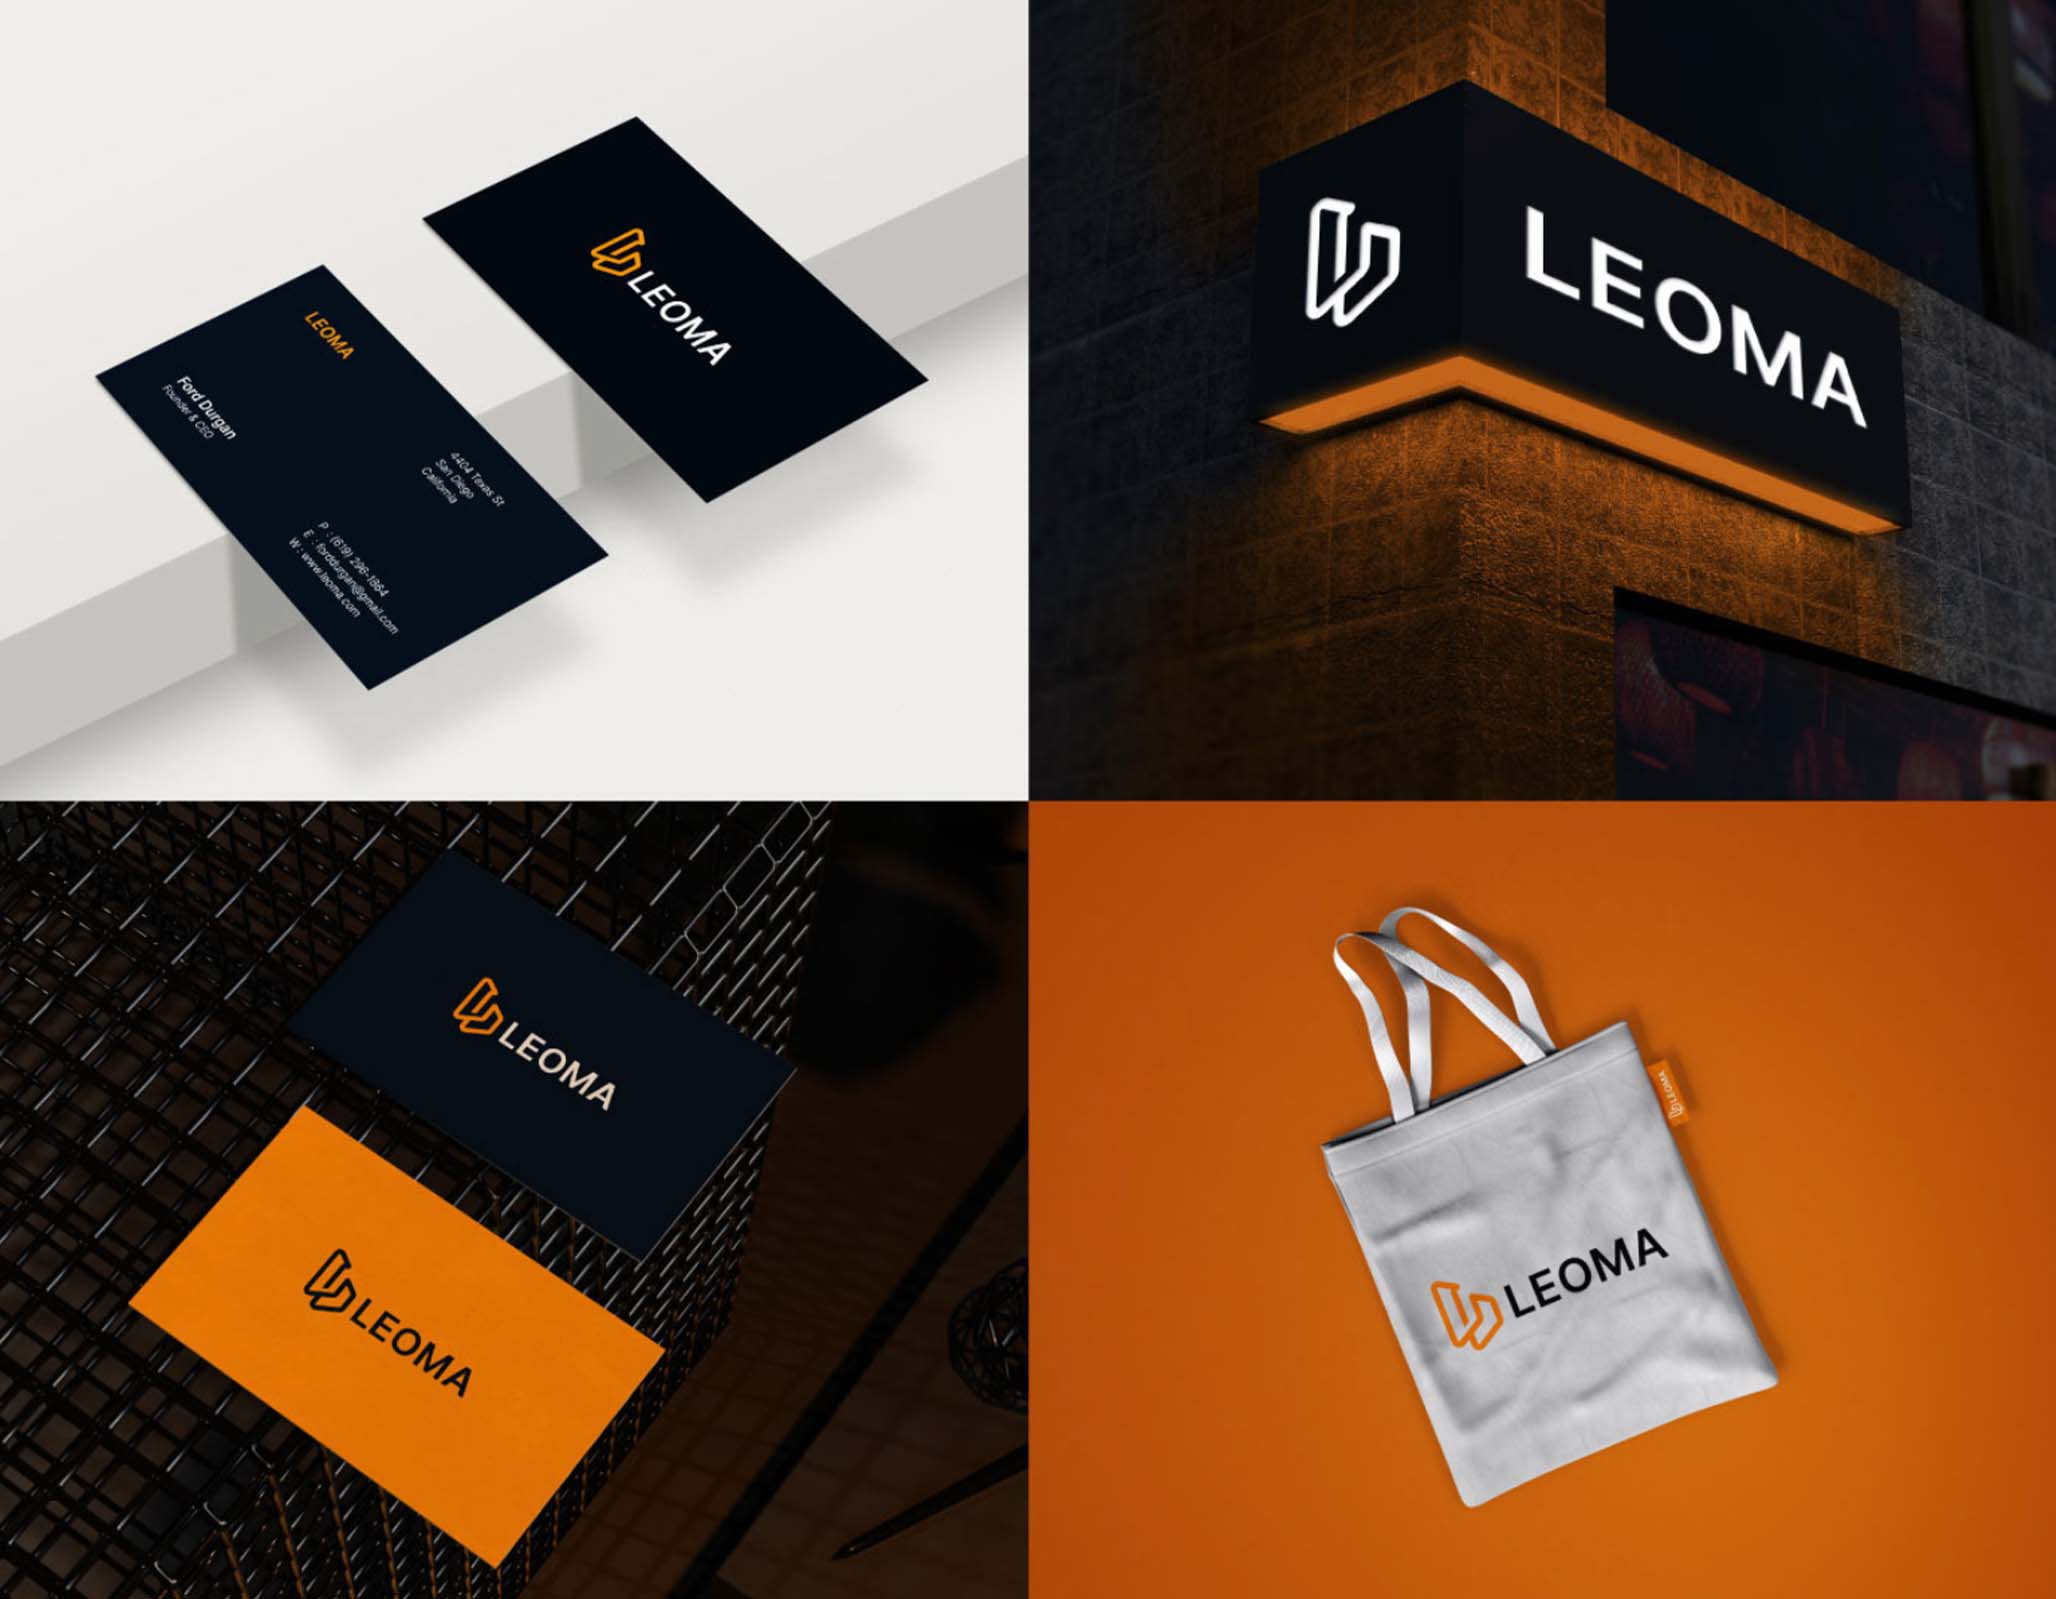 LEOMA
LEOMA
Ford Durgan
Founder & CEO
4404 Texas St
San Diego
California
P : (619) 296-1864
E : forddurgan@gmail.com
W : www.leoma.com
LEOMA
LEOMA
LEOMA
LEOMA
LEOMA